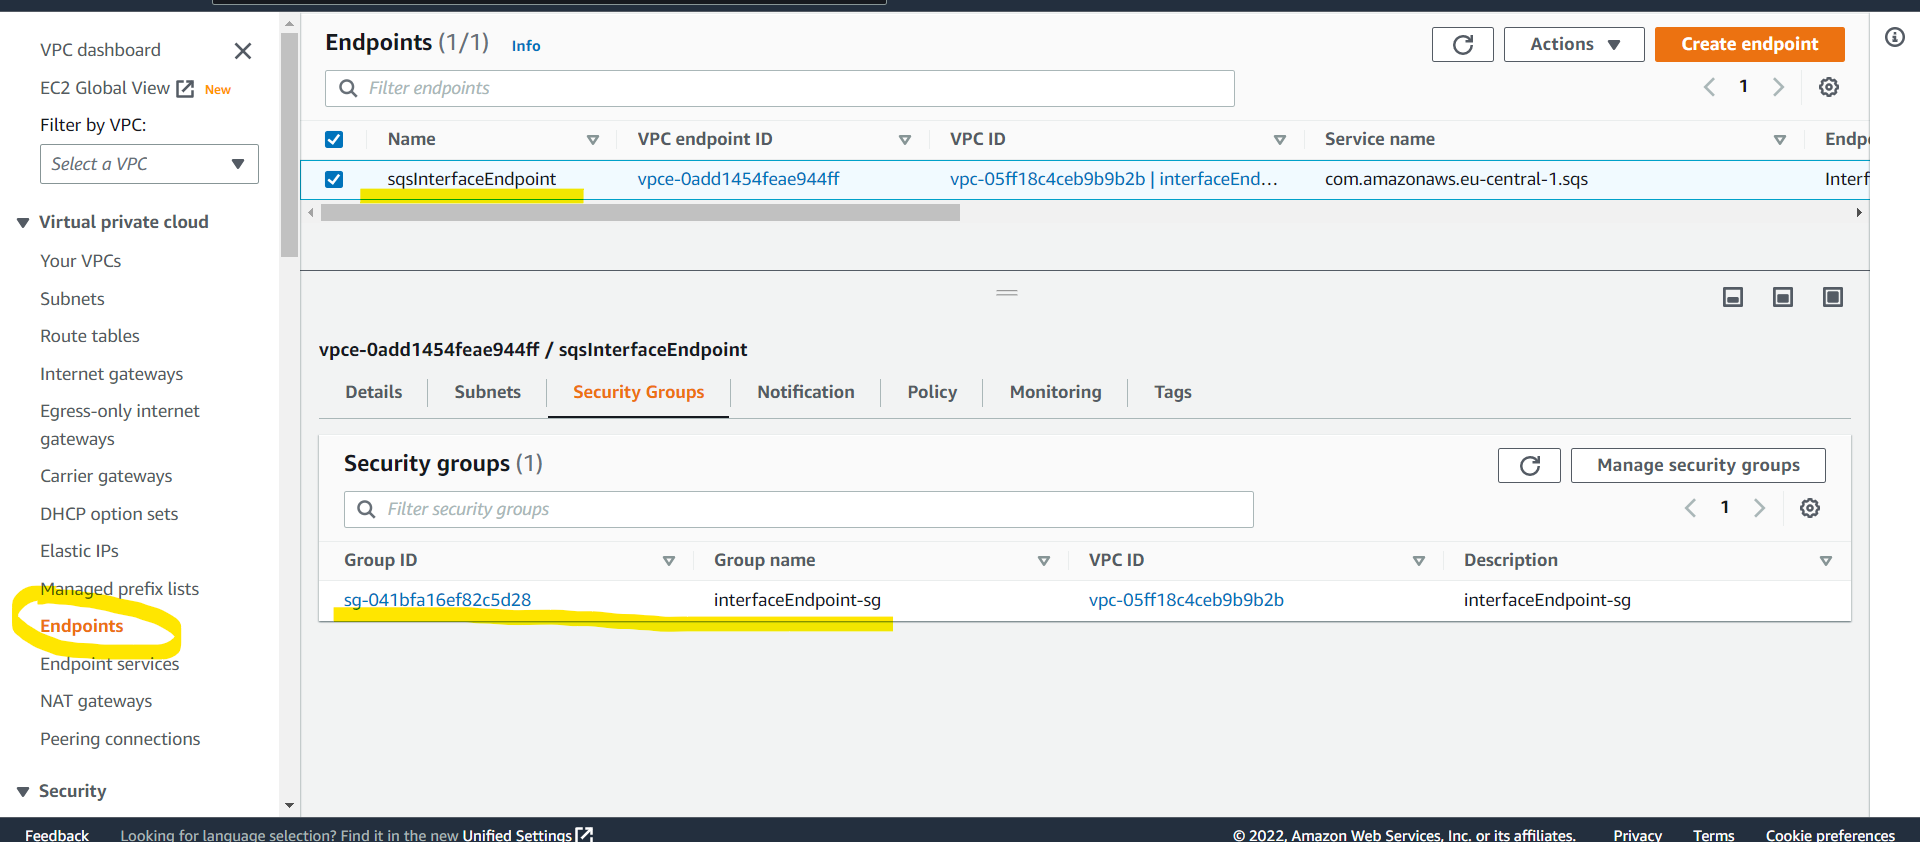 VPC dashboard
EC2 Global View New
Filter by VPC:
Select a VPC
Virtual private cloud
Your VPCs
Subnets
Route tables
Internet gateways
Egress-only internet
gateways
Carrier gateways
DHCP option sets
Elastic IPs
Managed prefix lists
Endpoints
Endpoint services
NAT gateways
Peering connections
Security
Endpoints (1/1) Info
Actions
Create endpoint
Filter endpoints
1
Name VPC endpoint ID VPC ID Service name Endpo
sqsInterfaceEndpoint vpce-0add1454feae944ff vpc-05ff18c4ceb9b9b2b | interfaceEnd... com.amazonaws.eu-central-1.sqs Interf
vpce-0add1454feae944ff / sqsInterfaceEndpoint
Details Subnets Security Groups Notification Policy Monitoring Tags
Security groups (1)
Manage security groups
Filter security groups
1
Group ID Group name VPC ID Description
sg-041bfa16ef82c5d28 interfaceEndpoint-sg vpc-05ff18c4ceb9b9b2b interfaceEndpoint-sg
Feedback Looking for language selection? Find it in the new Unified Settings © 2022, Amazon Web Services, Inc. or its affiliates. Privacy Terms Cookie preferences